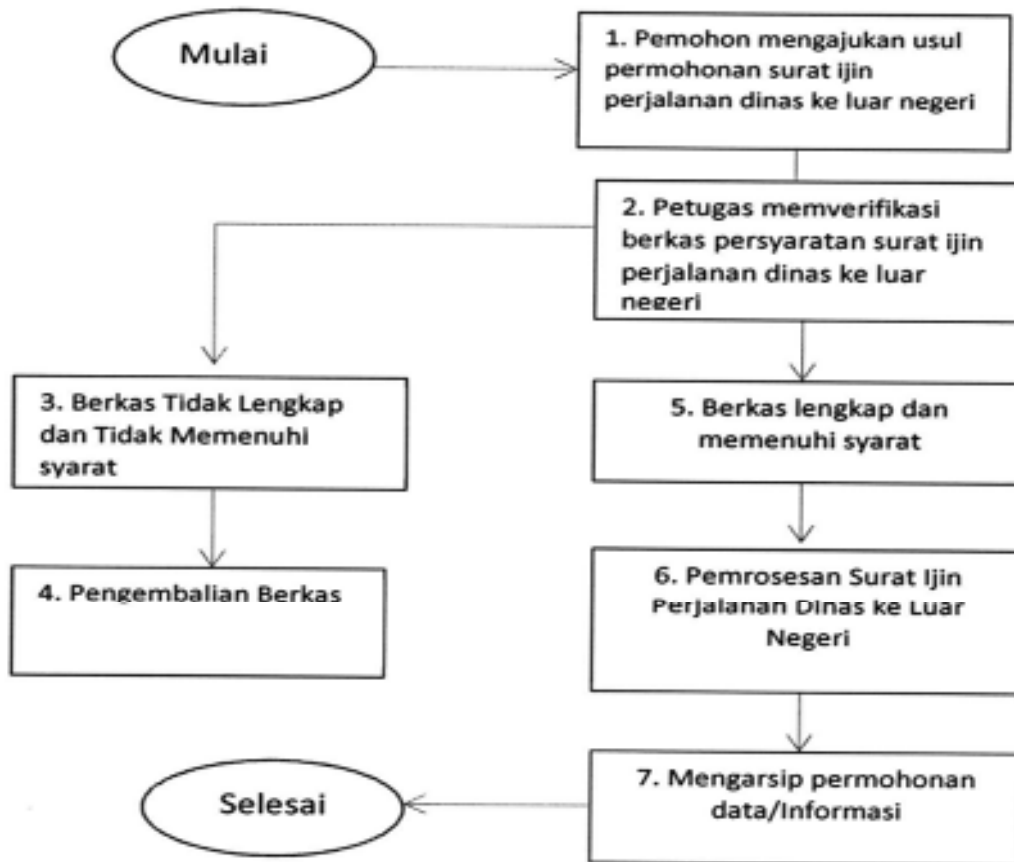 Mulai
1. Pemohon mengajukan usul
permohonan surat ijin
perjalanan dinas ke luar negeri
2. Petugas memverifikasi
berkas persyaratan surat ijin
perjalanan dinas ke luar
negeri
3. Berkas Tidak Lengkap
dan Tidak Memenuhi
syarat
4. Pengembalian Berkas
5. Berkas lengkap dan
memenuhi syarat
6. Pemrosesan Surat Ijin
Perjalanan Dinas ke Luar
Negeri
7. Mengarsip permohonan
data/Informasi
Selesai